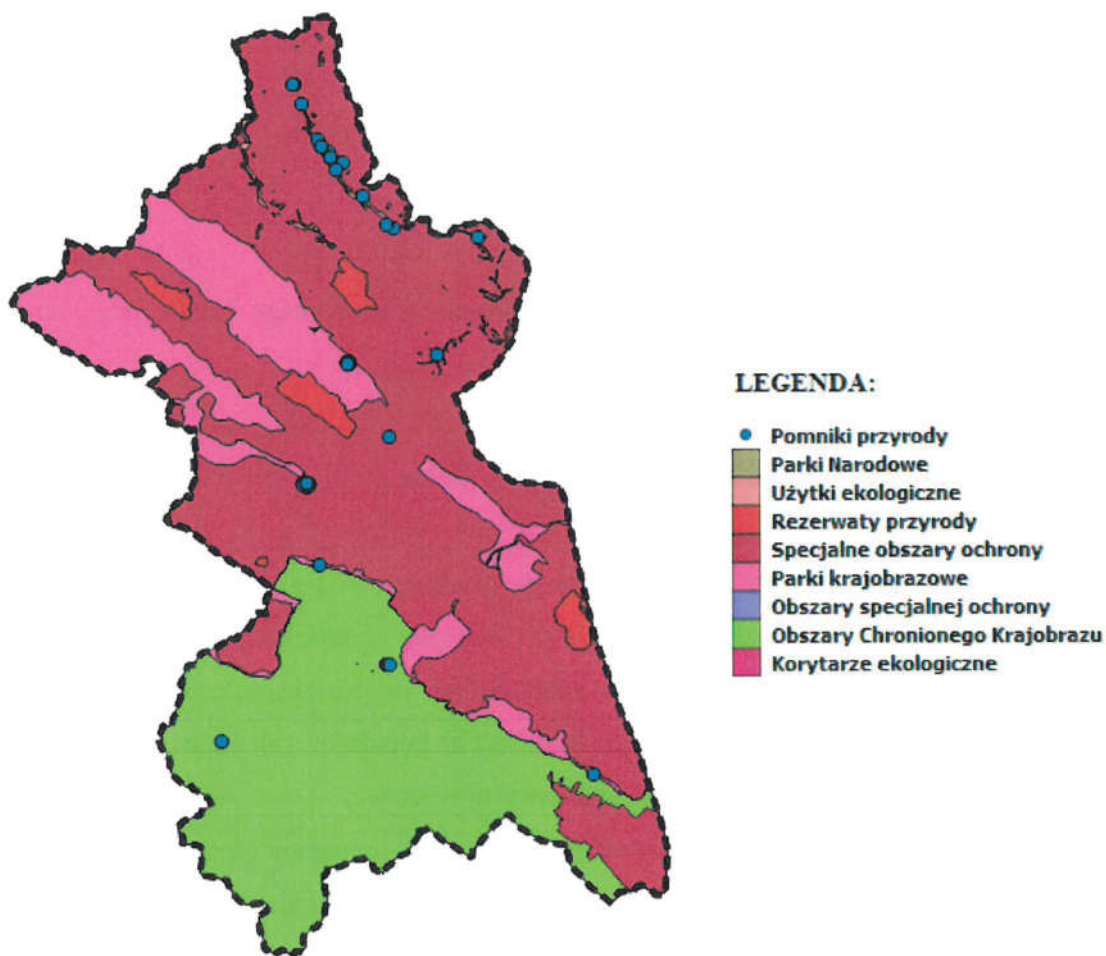 LEGENDA:
Pomniki przyrody
Parki Narodowe
Użytki ekologiczne
Rezerwaty przyrody
Specjalne obszary ochrony
Parki krajobrazowe
Obszary specjalnej ochrony
Obszary Chronionego Krajobrazu
Korytarze ekologiczne